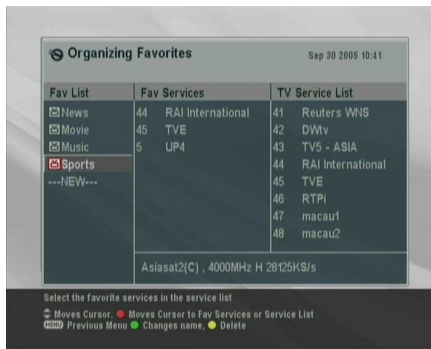 Organizing Favorites
Sep 30 2005 10:41
Fav List Fav Services TV Service List
News 44 RAI International 41 Reuters WNS
Movie 45 TVE 42 DWtv
Music 5 UP4 43 TV5 - ASIA
Sports 44 RAI International
---NEW--- 45 TVE
46 RTPi
47 macau1
48 macau2
Asiasat2(C) , 4000MHz H 28125KS/s
Select the favorite services in the service list
Moves Cursor. Moves Cursor to Fav Services or Service List
MENU Previous Menu Changes name, Delete